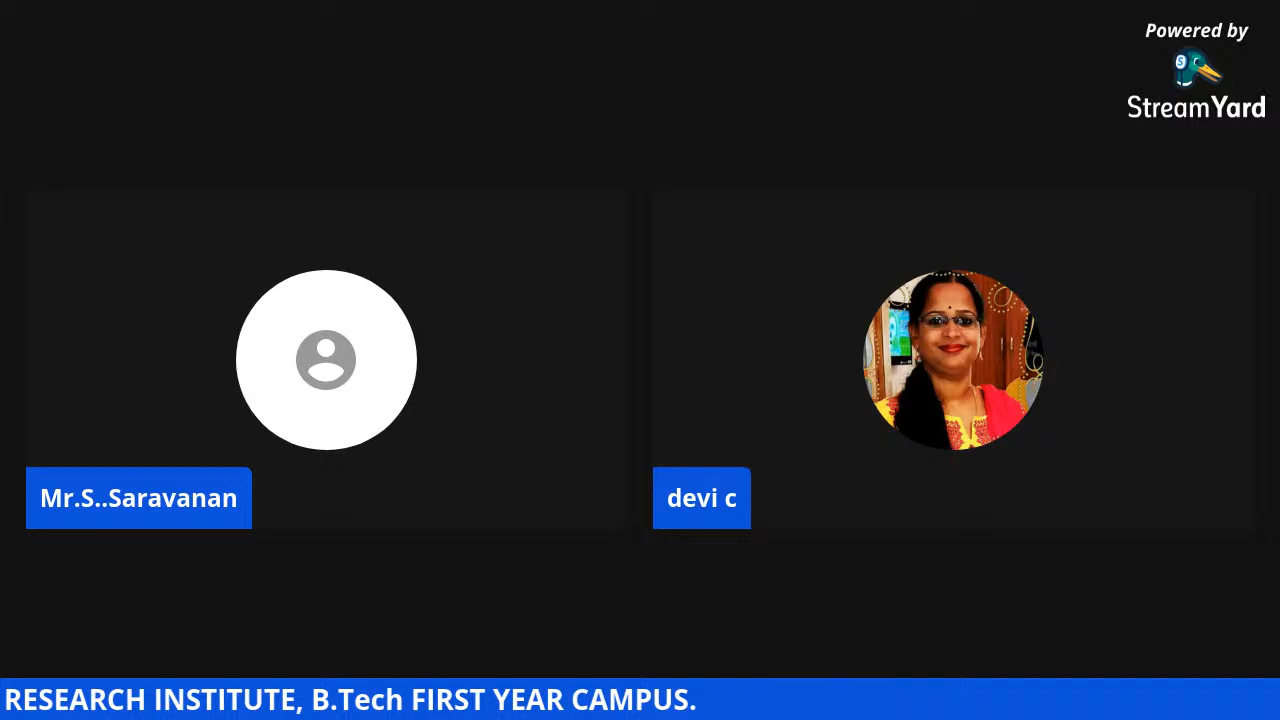 Powered by
StreamYard
Mr.S..Saravanan
devi c
RESEARCH INSTITUTE, B.Tech FIRST YEAR CAMPUS.